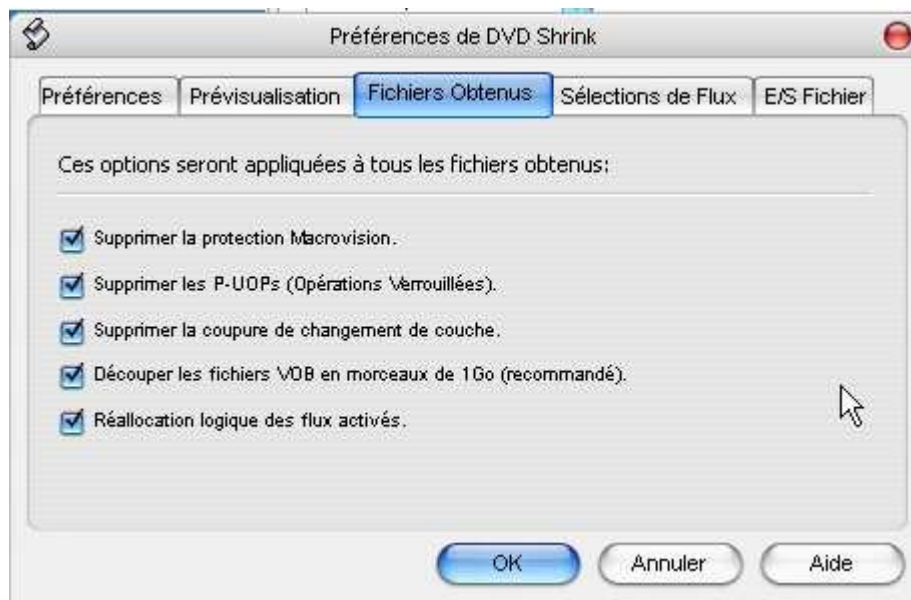 Préférences de DVD Shrink
Préférences Prévisualisation Fichiers Obtenus Sélections de Flux E/S Fichier
Ces options seront appliquées à tous les fichiers obtenus:
Supprimer la protection Macrovision.
Supprimer les P-UOPs (Opérations Verrouillées).
Supprimer la coupure de changement de couche.
Découper les fichiers VOB en morceaux de 1Go (recommandé).
Réallocation logique des flux activés.
OK Annuler Aide